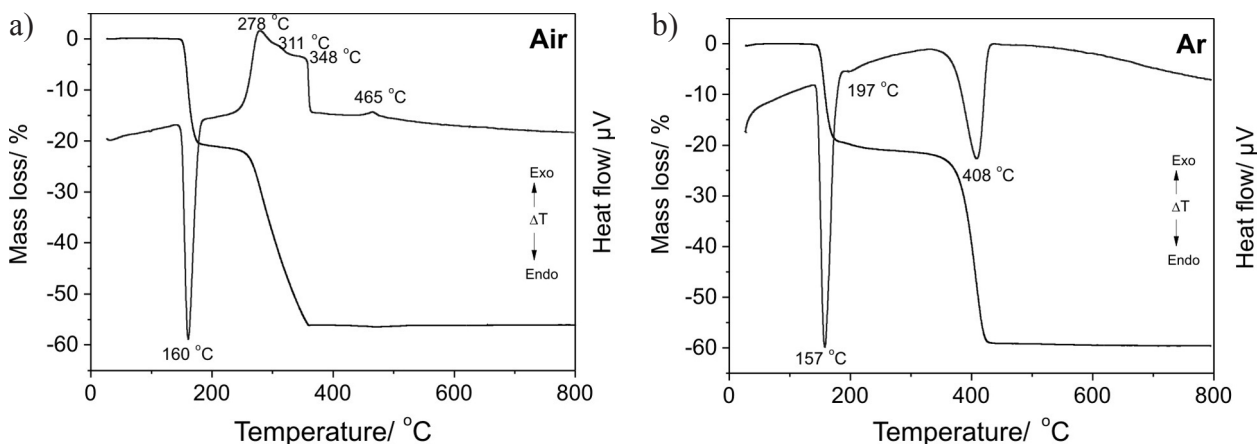 a)
Air
278 °C
311 °C
348 °C
465 °C
160 °C
Exo
ΔT
Endo
0
-10
-20
-30
-40
-50
-60
Mass loss/ %
Heat flow/ µV
0 200 400 600 800
Temperature/ °C
b)
Ar
197 °C
408 °C
157 °C
Exo
ΔT
Endo
0
-10
-20
-30
-40
-50
-60
Mass loss/ %
Heat flow/ µV
0 200 400 600 800
Temperature/ °C